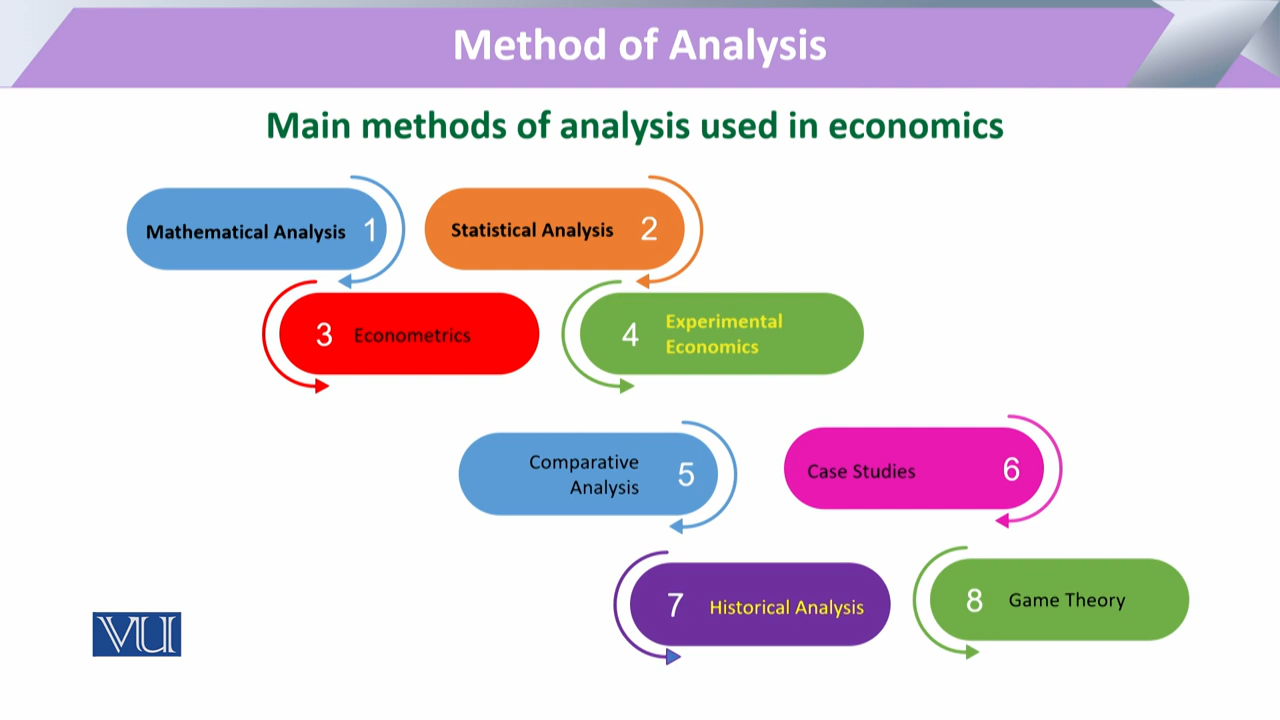 Method of Analysis
Main methods of analysis used in economics
Mathematical Analysis 1
Statistical Analysis 2
3 Econometrics
4 Experimental
Economics
Comparative
Analysis 5
Case Studies 6
7 Historical Analysis
8 Game Theory
VU